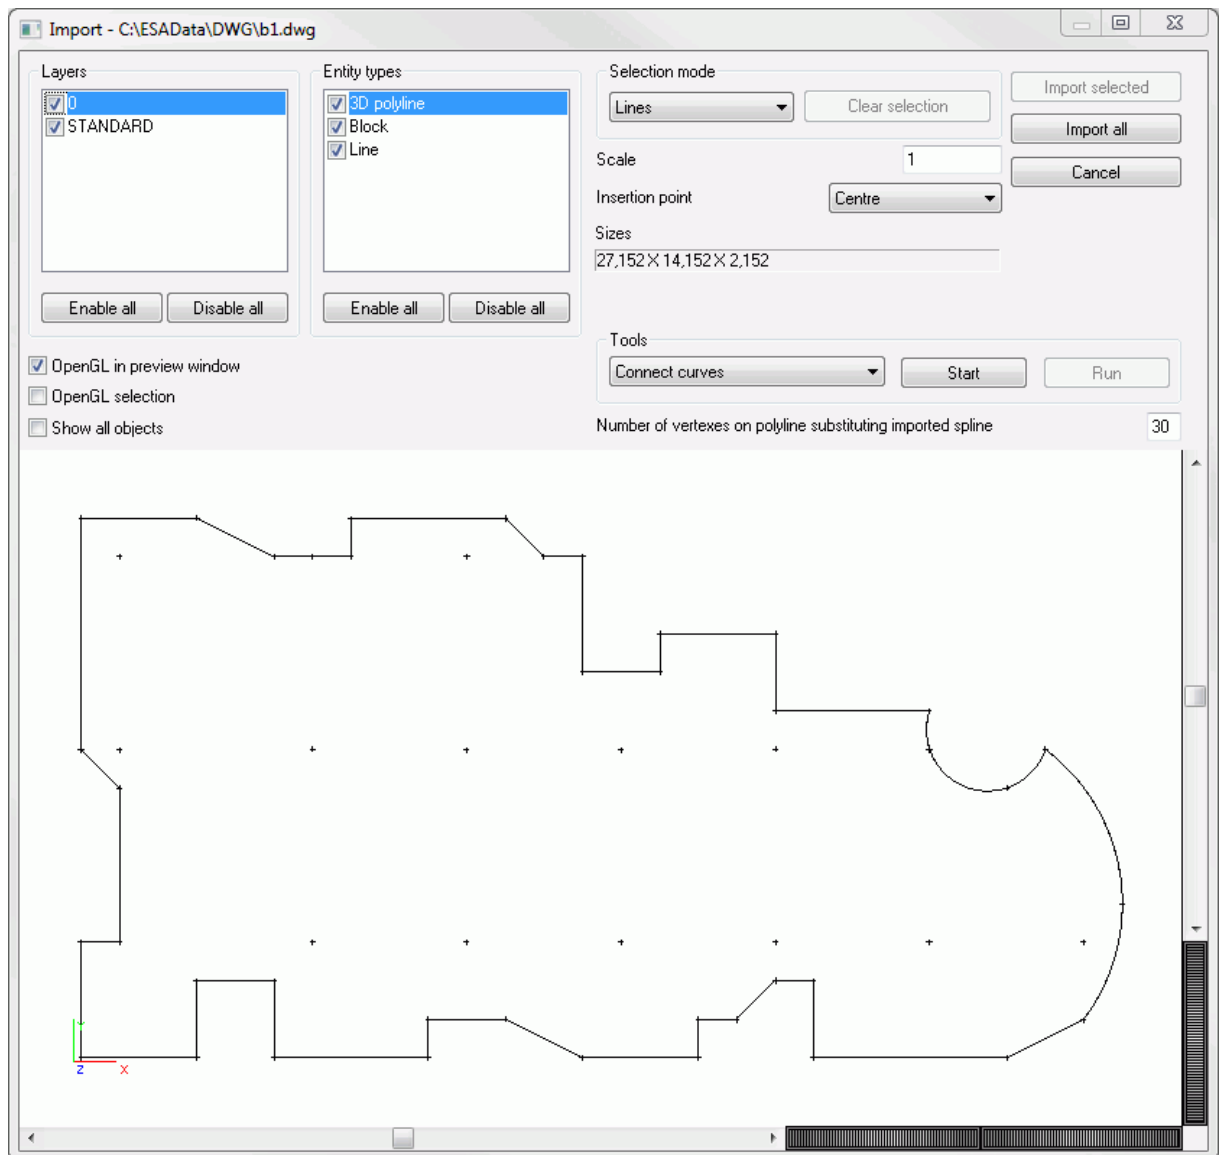 Import - C:\ESAData\DWG\b1.dwg
Layers
0
STANDARD
Enable all
Disable all
Entity types
3D polyline
Block
Line
Enable all
Disable all
Selection mode
Lines
Clear selection
Import selected
Import all
Cancel
Scale
1
Insertion point
Centre
Sizes
27,152 X 14,152 X 2,152
OpenGL in preview window
OpenGL selection
Show all objects
Tools
Connect curves
Start
Run
Number of vertexes on polyline substituting imported spline
30
Y
Z
X